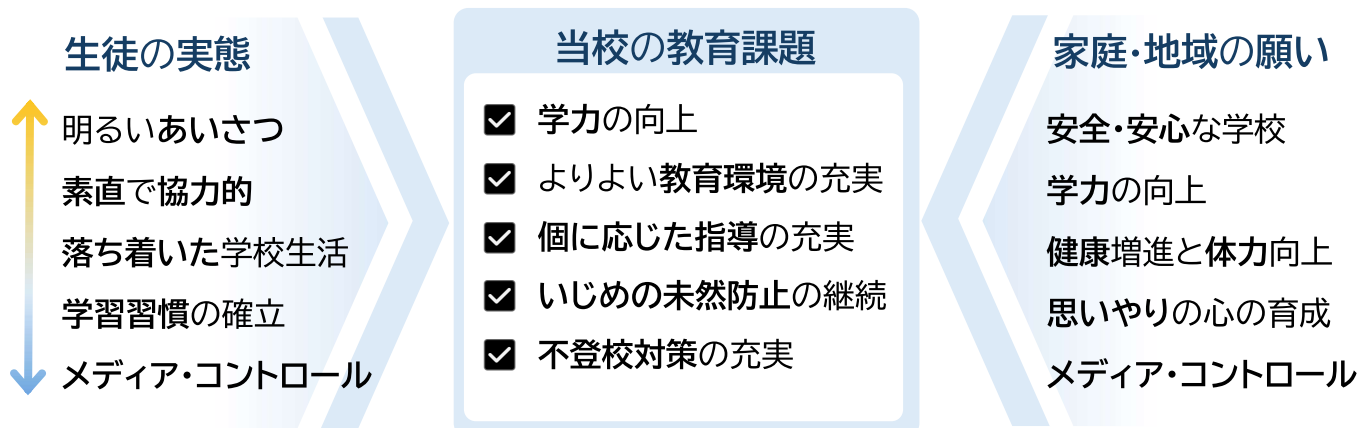 生徒の実態
明るいあいさつ
素直で協力的
落ち着いた学校生活
学習習慣の確立
メディア・コントロール
当校の教育課題
学力の向上
よりよい教育環境の充実
個に応じた指導の充実
いじめの未然防止の継続
不登校対策の充実
家庭・地域の願い
安全・安心な学校
学力の向上
健康増進と体力向上
思いやりの心の育成
メディア・コントロール